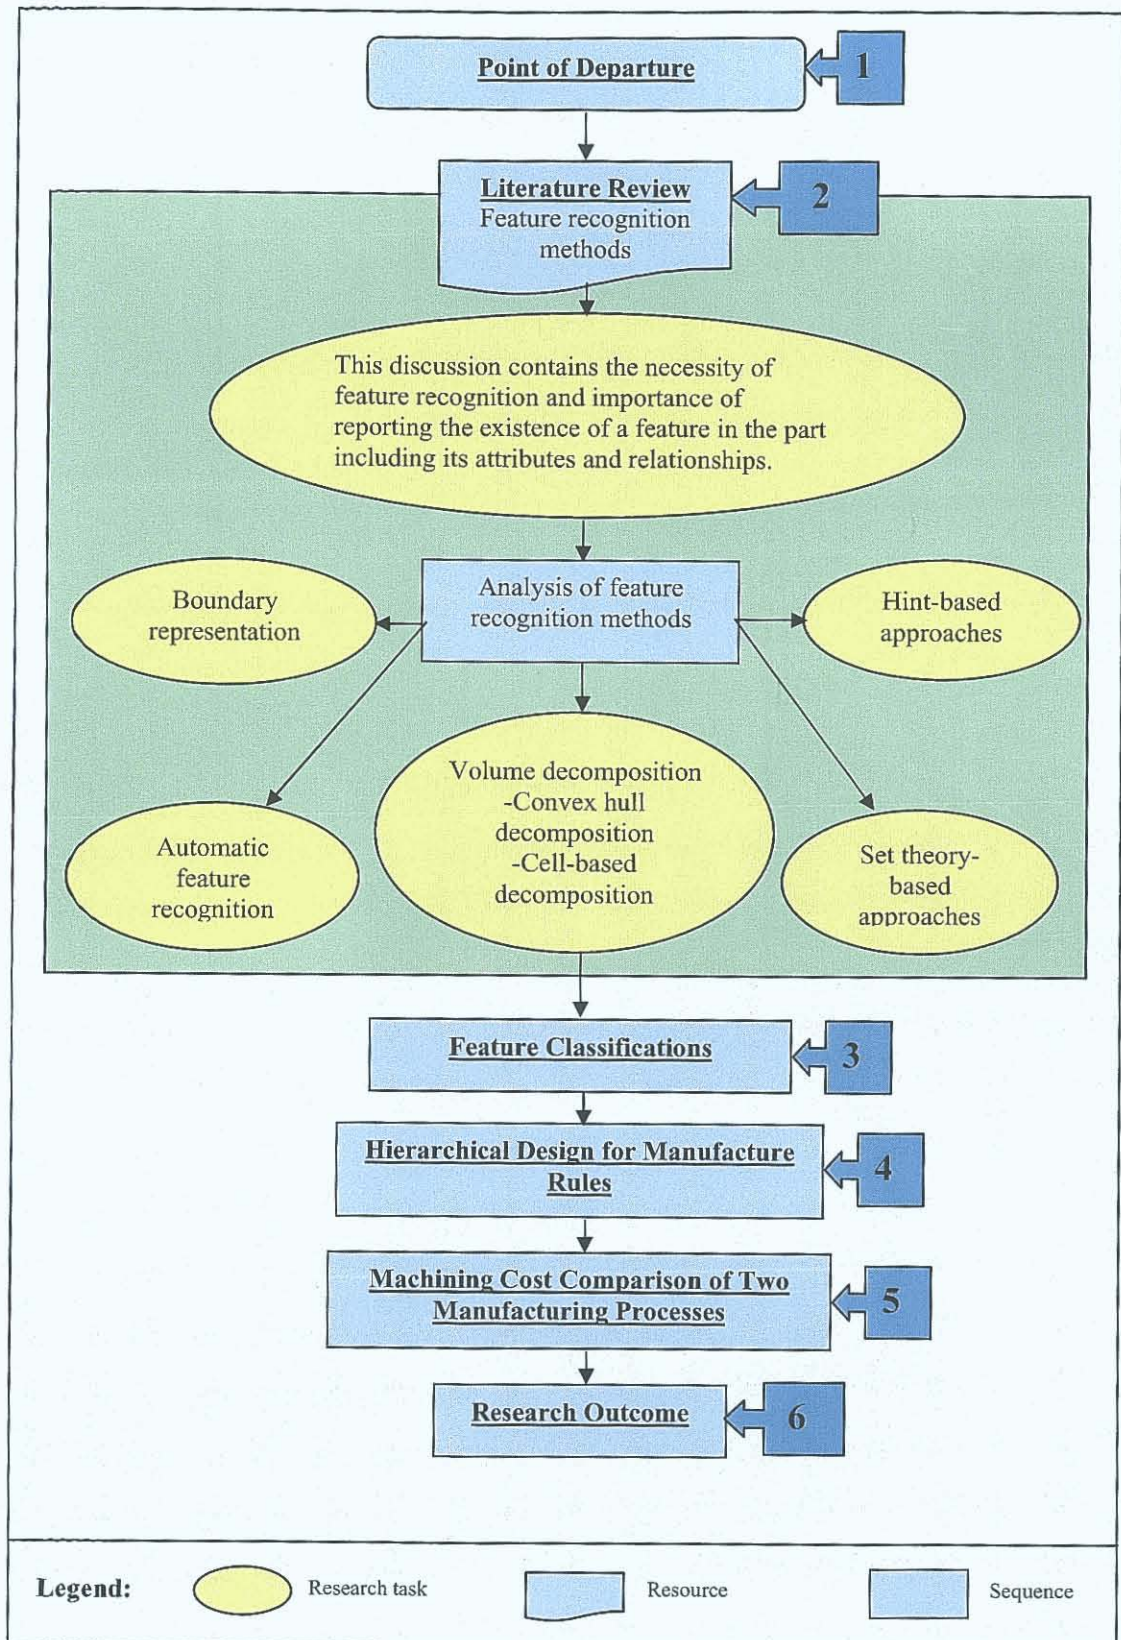 Point of Departure
1
Literature Review
Feature recognition
methods
2
This discussion contains the necessity of
feature recognition and importance of
reporting the existence of a feature in the part
including its attributes and relationships.
Analysis of feature
recognition methods
Boundary
representation
Hint-based
approaches
Automatic
feature
recognition
Volume decomposition
-Convex hull
decomposition
-Cell-based
decomposition
Set theory-
based
approaches
Feature Classifications
3
Hierarchical Design for Manufacture
Rules
4
Machining Cost Comparison of Two
Manufacturing Processes
5
Research Outcome
6
Legend:
Research task
Resource
Sequence